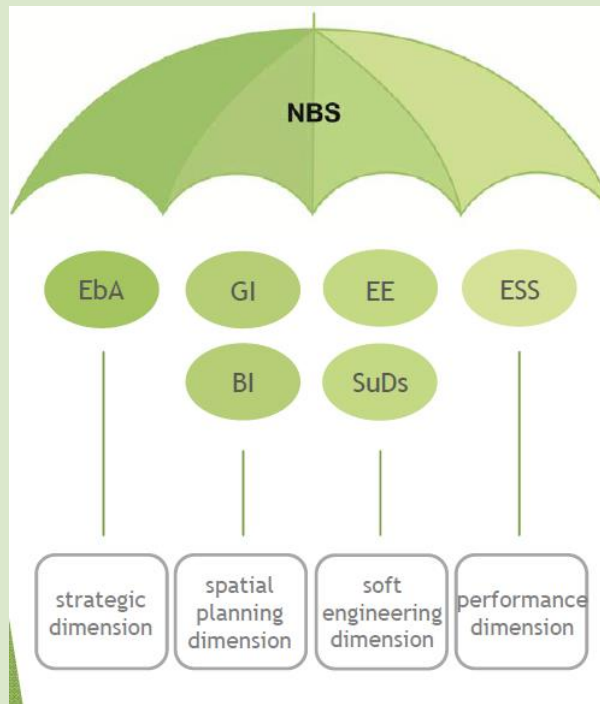 NBS
EbA
GI
EE
ESS
BI
SuDs
strategic
dimension
spatial
planning
dimension
soft
engineering
dimension
performance
dimension